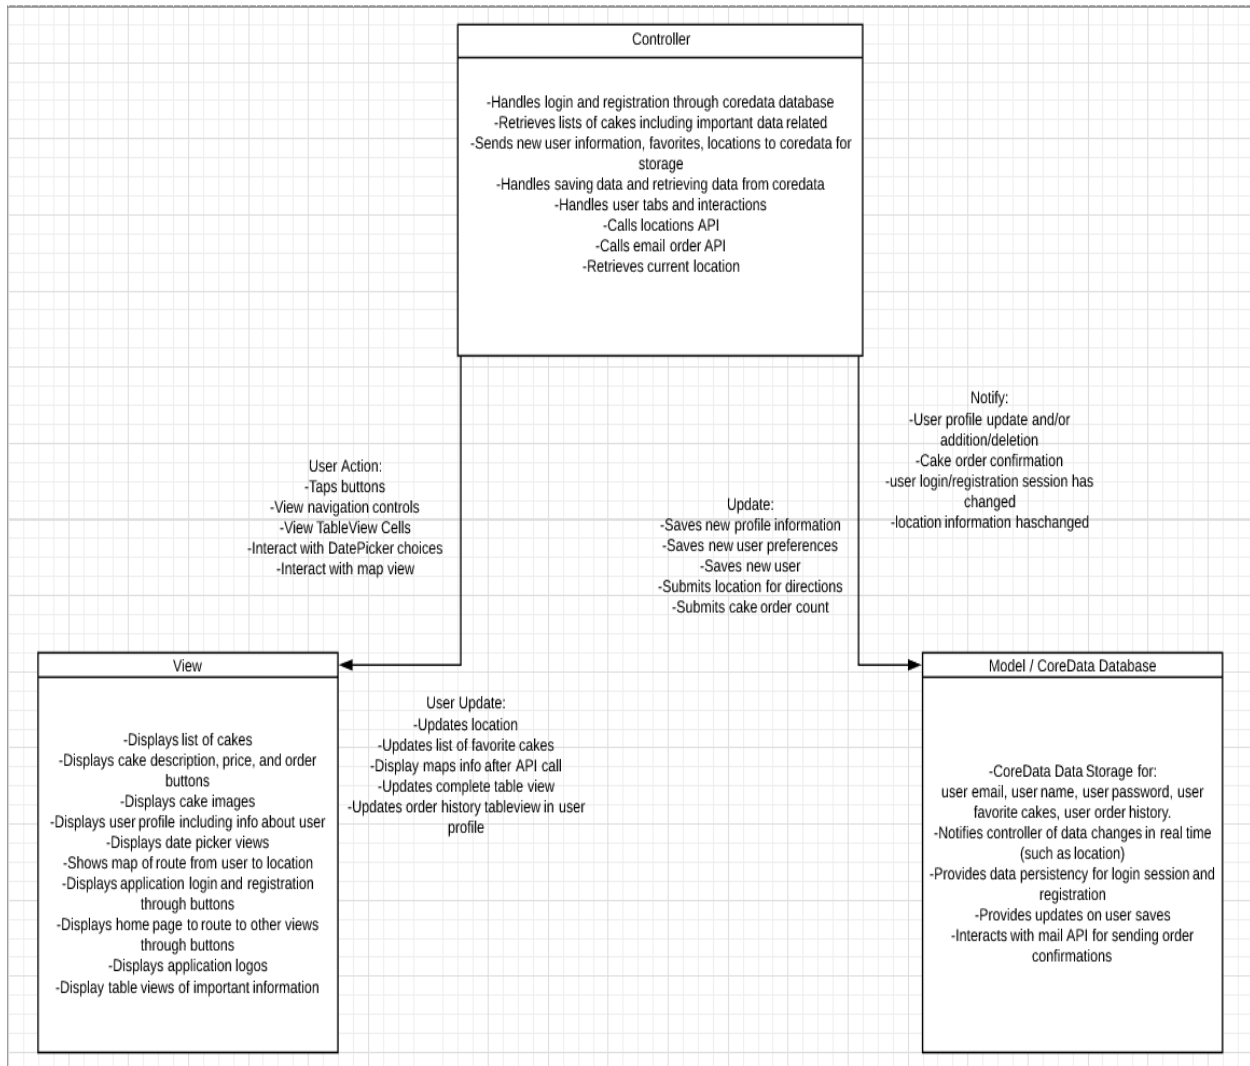 Controller
-Handles login and registration through coredata database
-Retrieves lists of cakes including important data related
-Sends new user information, favorites, locations to coredata for
storage
-Handles saving data and retrieving data from coredata
-Handles user tabs and interactions
-Calls locations API
-Calls email order API
-Retrieves current location
Notify:
-User profile update and/or
addition/deletion
-Cake order confirmation
-user login/registration session has
changed
-location information haschanged
User Action:
-Taps buttons
-View navigation controls
-View TableView Cells
-Interact with DatePicker choices
-Interact with map view
Update:
-Saves new profile information
-Saves new user preferences
-Saves new user
-Submits location for directions
-Submits cake order count
View
-Displays list of cakes
-Displays cake description, price, and order
buttons
-Displays cake images
-Displays user profile including info about user
-Displays date picker views
-Shows map of route from user to location
-Displays application login and registration
through buttons
-Displays home page to route to other views
through buttons
-Displays application logos
-Display table views of important information
User Update:
-Updates location
-Updates list of favorite cakes
-Display maps info after API call
-Updates complete table view
-Updates order history tableview in user
profile
Model / CoreData Database
-CoreData Data Storage for:
user email, user name, user password, user
favorite cakes, user order history.
-Notifies controller of data changes in real time
(such as location)
-Provides data persistency for login session and
registration
-Provides updates on user saves
-Interacts with mail API for sending order
confirmations